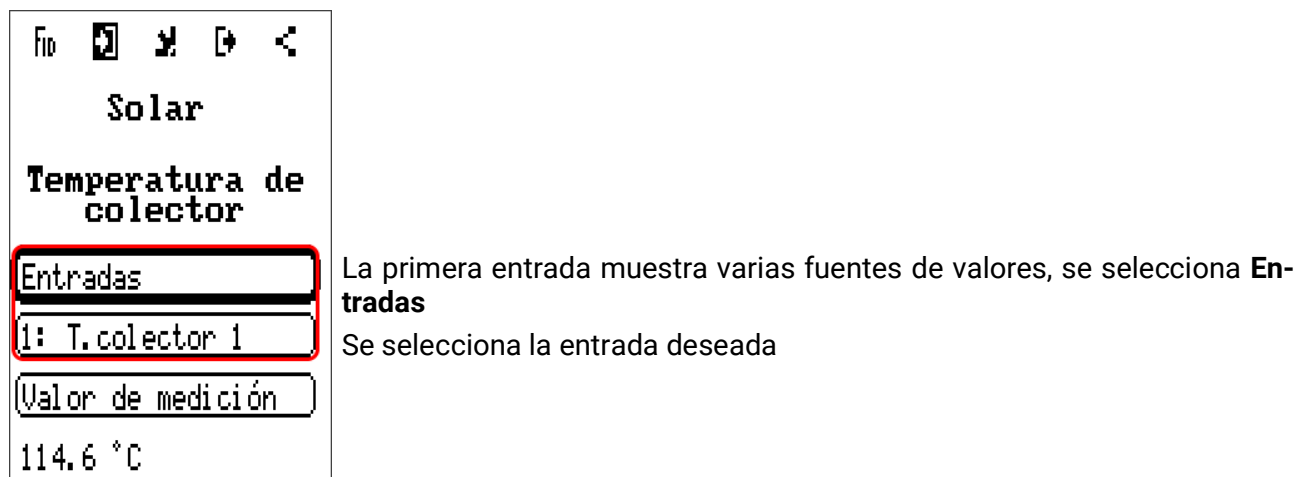 FID
Solar
Temperatura de
colector
Entradas
La primera entrada muestra varias fuentes de valores, se selecciona En-
tradas
1: T.colector 1
Se selecciona la entrada deseada
Valor de medición
114.6 °C